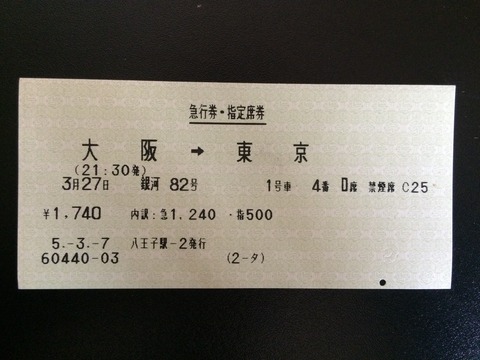 急行券・指定席券
大阪 → 東京
(21:30発)
3月27日 銀河 82号 1号車 4番 D席 禁煙席 C25
¥1,740 内訳:急1,240 ・指500
5.-3.-7 八王子駅-2発行
60440-03 (2-タ)